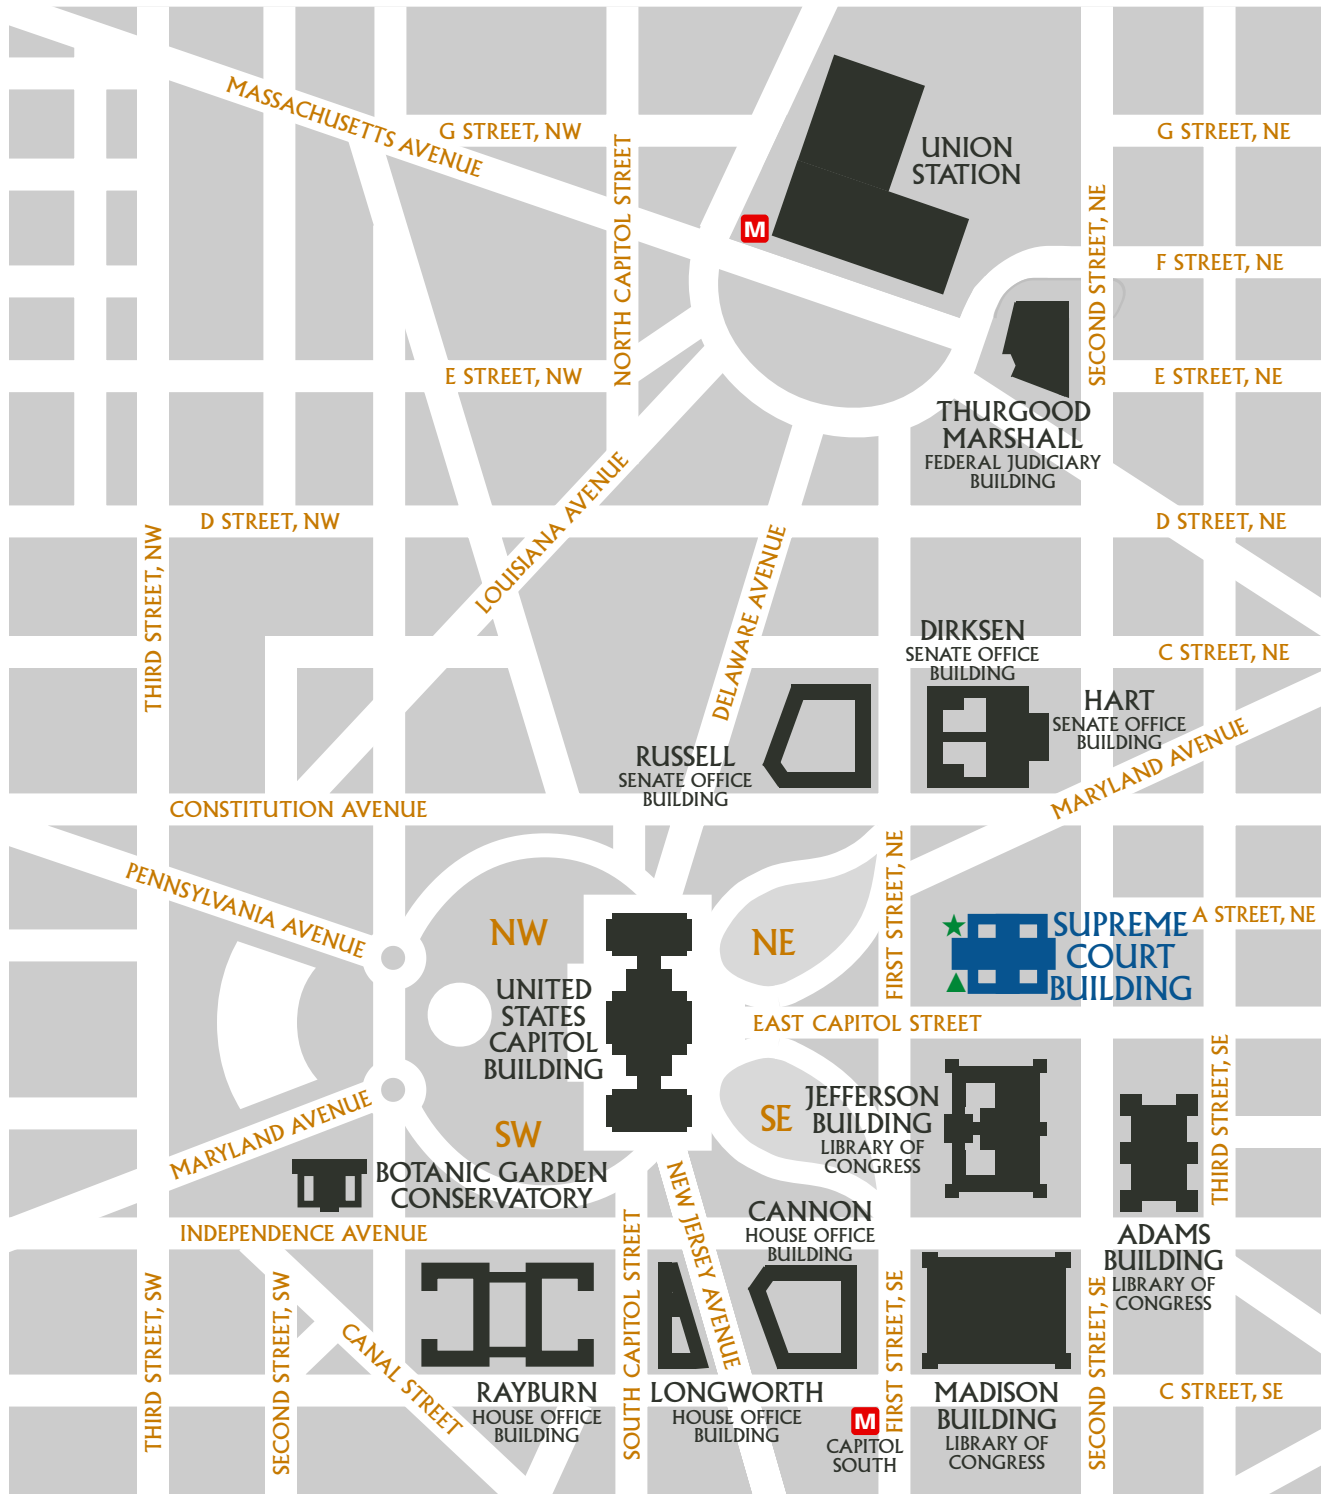 MASSACHUSETTS AVENUE
G STREET, NW
G STREET, NE
UNION
STATION
M
NORTH CAPITOL STREET
SECOND STREET, NE
F STREET, NE
E STREET, NW
E STREET, NE
THURGOOD
MARSHALL
FEDERAL JUDICIARY
BUILDING
LOUISIANA AVENUE
D STREET, NW
D STREET, NE
THIRD STREET, NW
DELAWARE AVENUE
DIRKSEN
SENATE OFFICE
BUILDING
C STREET, NE
HART
SENATE OFFICE
BUILDING
RUSSELL
SENATE OFFICE
BUILDING
MARYLAND AVENUE
CONSTITUTION AVENUE
PENNSYLVANIA AVENUE
FIRST STREET, NE
NW
NE
SUPREME
COURT
BUILDING
A STREET, NE
UNITED
STATES
CAPITOL
BUILDING
EAST CAPITOL STREET
MARYLAND AVENUE
SW
SE
JEFFERSON
BUILDING
LIBRARY OF
CONGRESS
THIRD STREET, SE
BOTANIC GARDEN
CONSERVATORY
NEW JERSEY AVENUE
CANNON
HOUSE OFFICE
BUILDING
INDEPENDENCE AVENUE
ADAMS
BUILDING
LIBRARY OF
CONGRESS
THIRD STREET, SW
SECOND STREET, SW
CANAL STREET
SOUTH CAPITOL STREET
FIRST STREET, SE
SECOND STREET, SE
RAYBURN
HOUSE OFFICE
BUILDING
LONGWORTH
HOUSE OFFICE
BUILDING
M
CAPITOL
SOUTH
MADISON
BUILDING
LIBRARY OF
CONGRESS
C STREET, SE